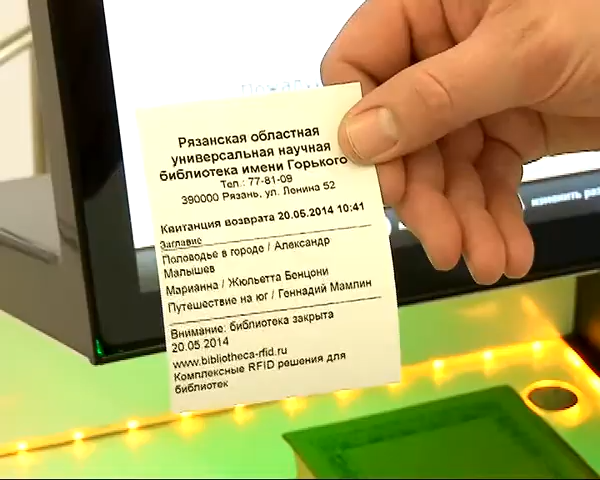 Рязанская областная
универсальная научная
библиотека имени Горького
Тел.: 77-81-09
390000 Рязань, ул. Ленина 52
Квитанция возврата 20.05.2014 10:41
Заглавие
Половодье в городе / Александр
Малышев
Марианна / Жюльетта Бенцони
Путешествие на юг / Геннадий Мамлин
Внимание: библиотека закрыта
20.05.2014
www.bibliotheca-rfid.ru
Комплексные RFID решения для
библиотек
изменить